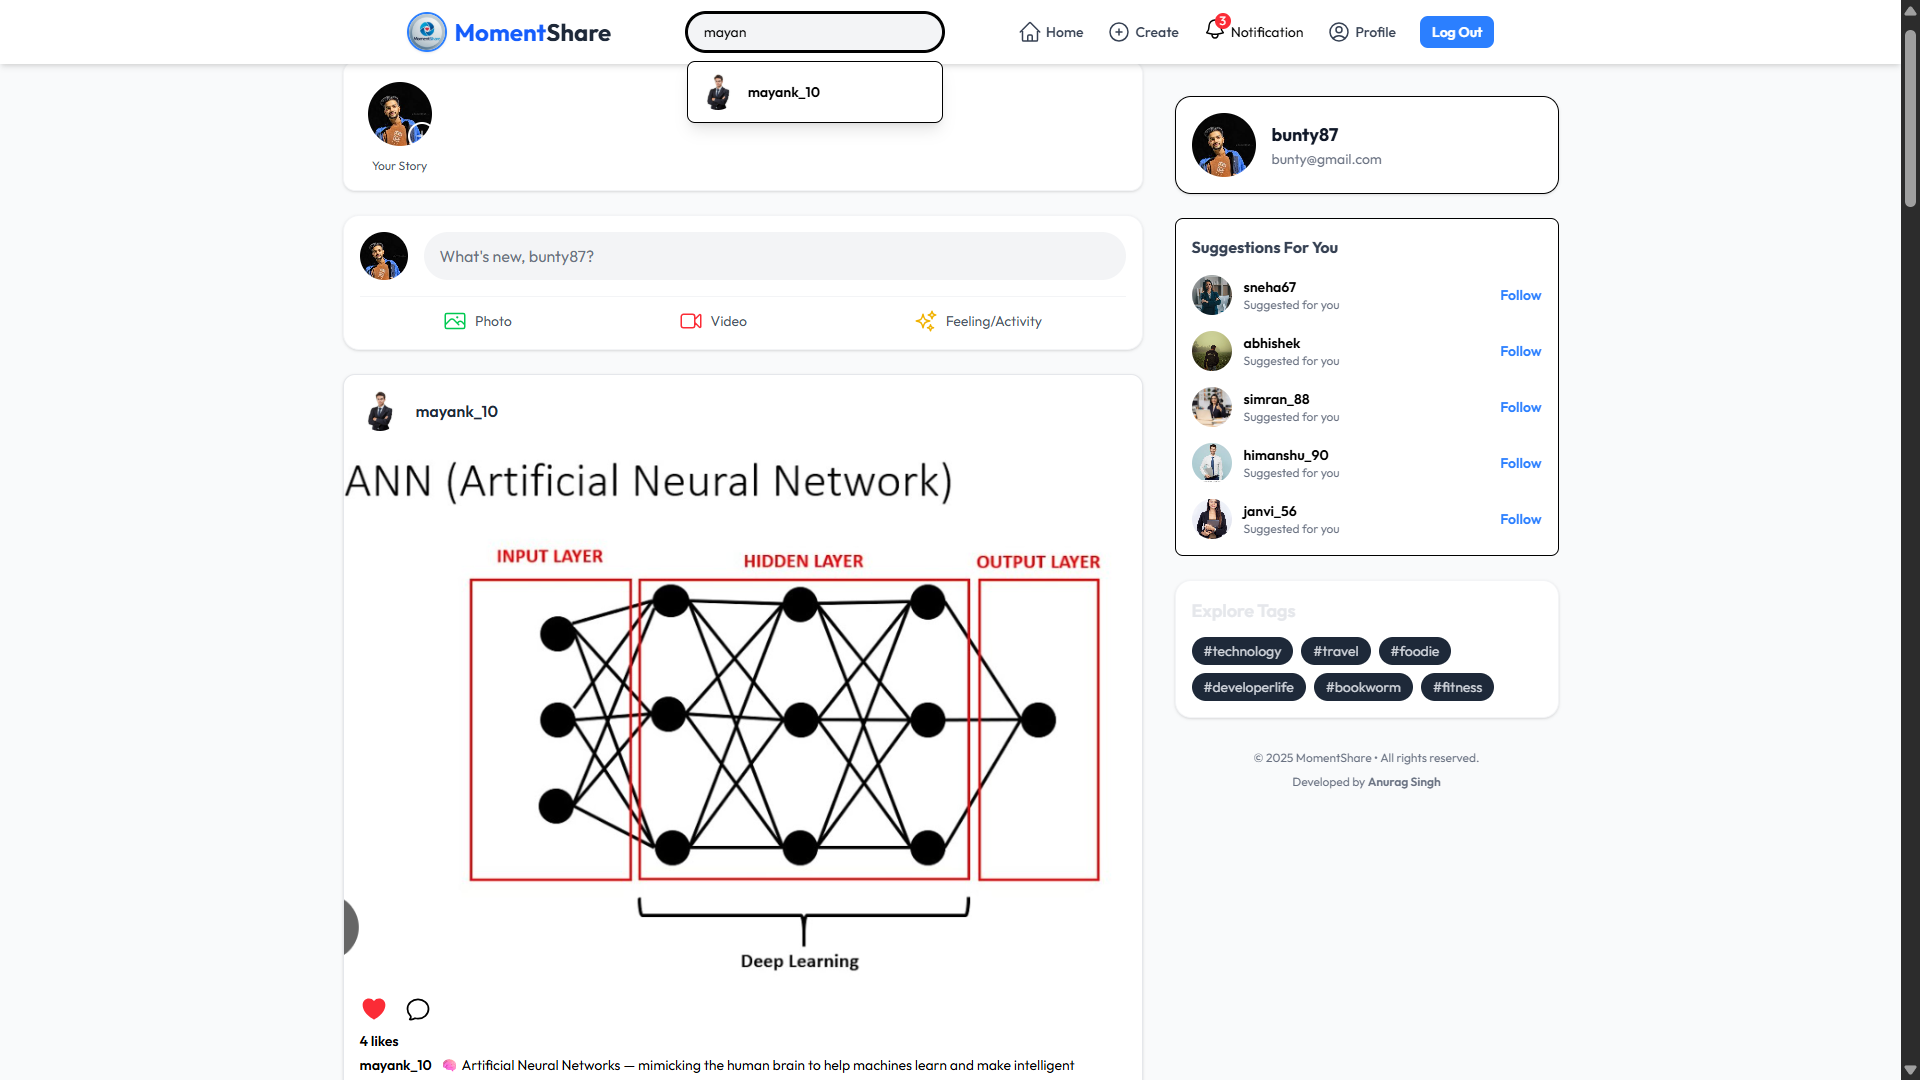 MomentShare
mayan
Home
Create
3
Notification
Profile
Log Out
mayank_10
Your Story
What's new, bunty87?
Photo
Video
Feeling/Activity
mayank_10
ANN (Artificial Neural Network)
INPUT LAYER
HIDDEN LAYER
OUTPUT LAYER
Deep Learning
4 likes
mayank_10 🧠 Artificial Neural Networks — mimicking the human brain to help machines learn and make intelligent
bunty87
bunty@gmail.com
Suggestions For You
sneha67
Suggested for you
Follow
abhishek
Suggested for you
Follow
simran_88
Suggested for you
Follow
himanshu_90
Suggested for you
Follow
janvi_56
Suggested for you
Follow
Explore Tags
#technology
#travel
#foodie
#developerlife
#bookworm
#fitness
© 2025 MomentShare • All rights reserved.
Developed by Anurag Singh